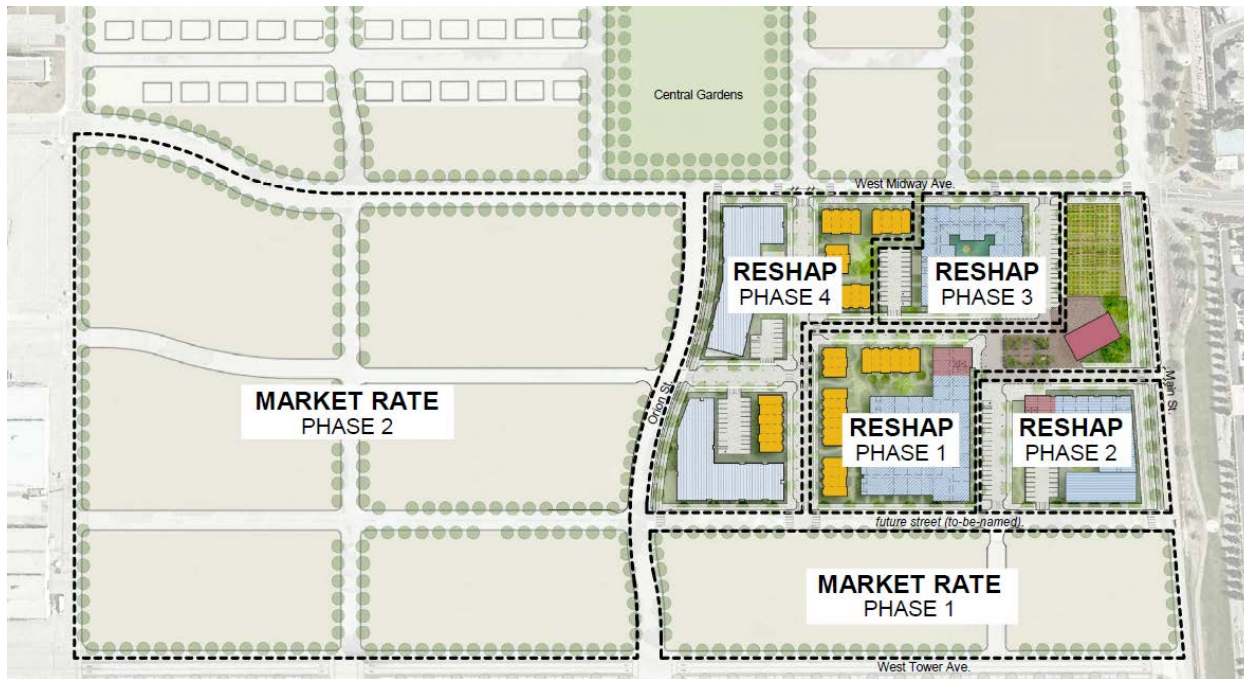 Central Gardens
West Midway Ave.
RESHAP
PHASE 4
RESHAP
PHASE 3
Orion St.
MARKET RATE
PHASE 2
Main St.
RESHAP
PHASE 1
RESHAP
PHASE 2
future street (to-be-named).
MARKET RATE
PHASE 1
West Tower Ave.